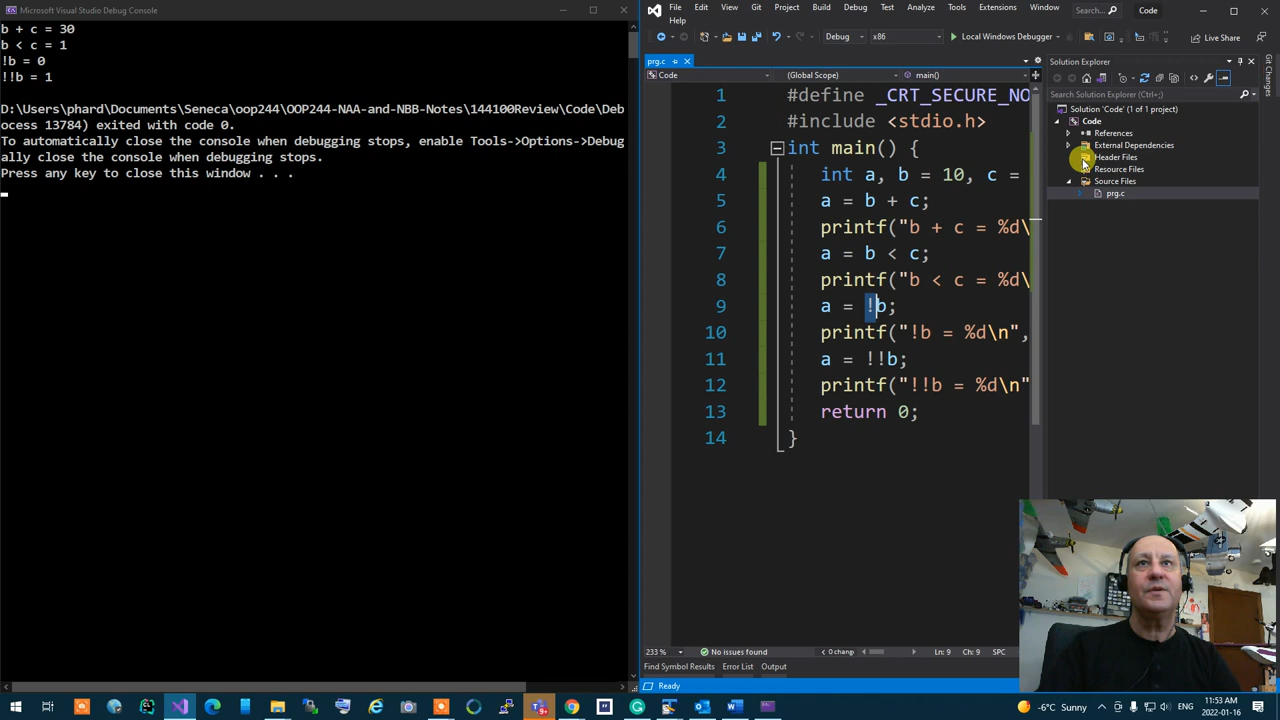 Microsoft Visual Studio Debug Console
b + c = 30
b < c = 1
!b = 0
!!b = 1
D:\Users\phard\Documents\Seneca\oop244\OOP244-NAA-and-NBB-Notes\144100Review\Code\Deb
ocess 13784) exited with code 0.
To automatically close the console when debugging stops, enable Tools->Options->Debug
ally close the console when debugging stops.
Press any key to close this window . . .
File Edit View Git Project Build Debug Test Analyze Tools Extensions Window Search... Code
Help
Debug x86 Local Windows Debugger Live Share
prg.c
Code (Global Scope) main()
1 #define _CRT_SECURE_NO
2 #include <stdio.h>
3 int main() {
4 int a, b = 10, c =
5 a = b + c;
6 printf("b + c = %d\
7 a = b < c;
8 printf("b < c = %d\
9 a = !b;
10 printf("!b = %d\n",
11 a = !!b;
12 printf("!!b = %d\n"
13 return 0;
14 }
233 % No issues found 0 chang Ln: 9 Ch: 9 SPC
Find Symbol Results Error List Output
Ready
Solution Explorer
Search Solution Explorer (Ctrl+;)
Solution 'Code' (1 of 1 project)
Code
References
External Dependencies
Header Files
Resource Files
Source Files
prg.c
Git Changes
-6°C Sunny
11:53 AM
2022-01-16